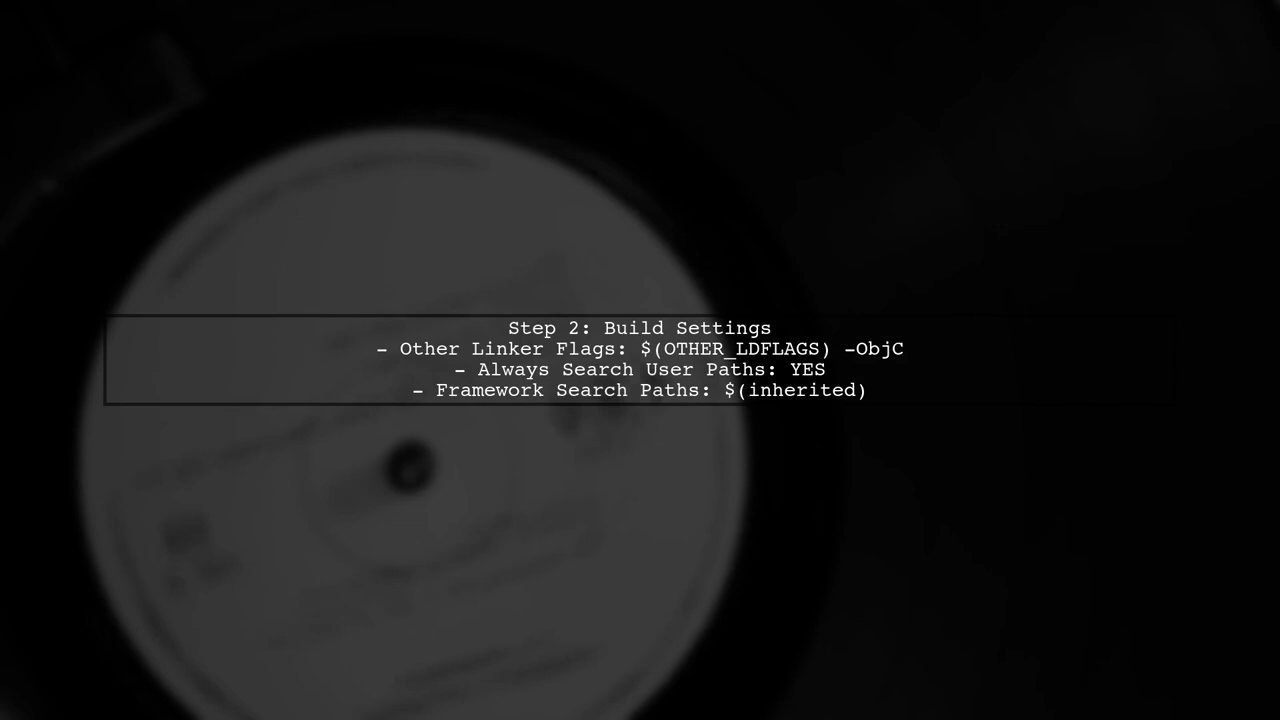 Step 2: Build Settings
- Other Linker Flags: $(OTHER_LDFLAGS) -ObjC
- Always Search User Paths: YES
- Framework Search Paths: $(inherited)